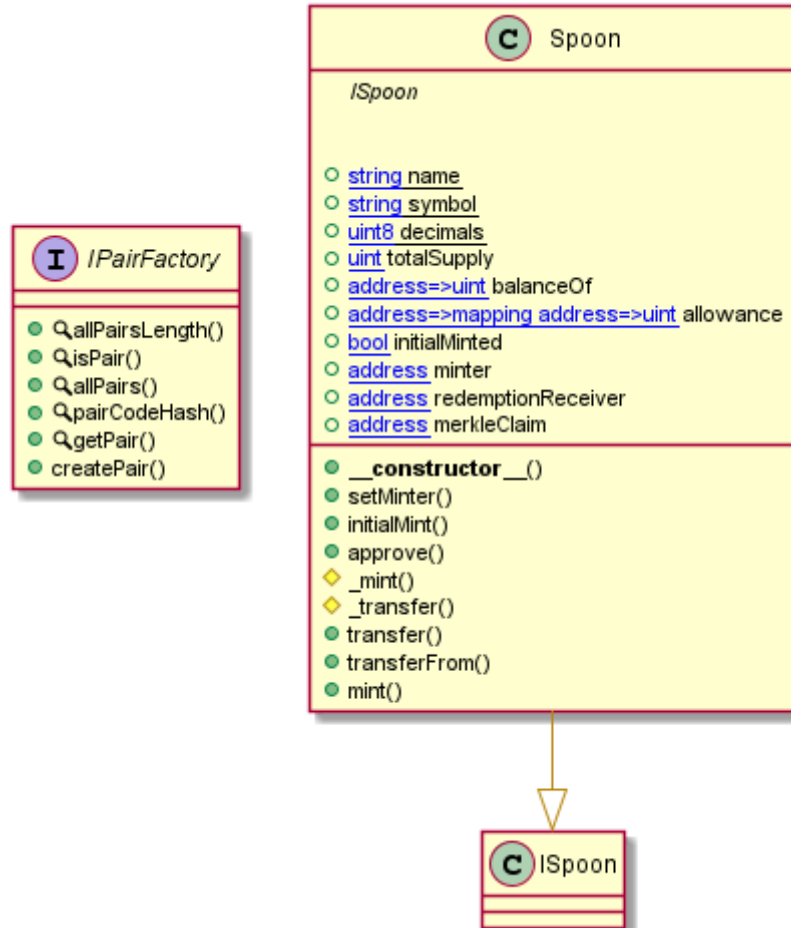 I IPairFactory
allPairsLength()
isPair()
allPairs()
pairCodeHash()
getPair()
createPair()
C Spoon
ISpoon
string name
string symbol
uint8 decimals
uint totalSupply
address=>uint balanceOf
address=>mapping address=>uint allowance
bool initialMinted
address minter
address redemptionReceiver
address merkleClaim
__constructor__()
setMinter()
initialMint()
approve()
_mint()
_transfer()
transfer()
transferFrom()
mint()
C ISpoon